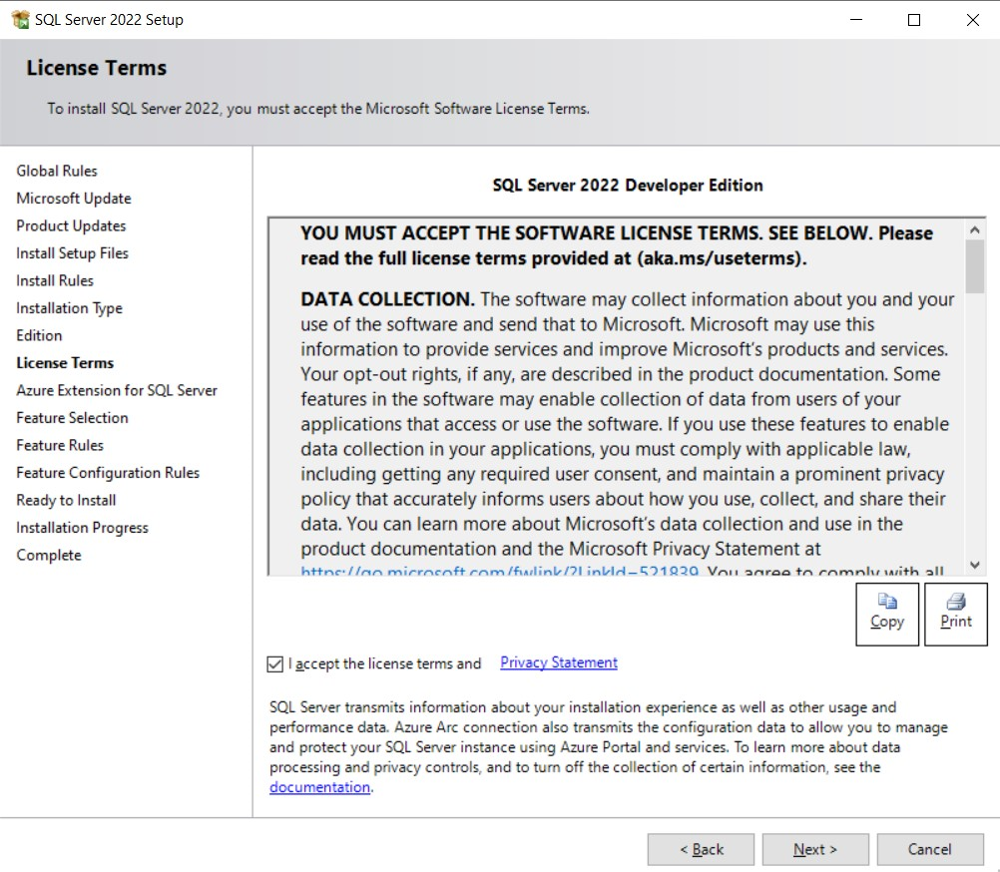 SQL Server 2022 Setup
License Terms
To install SQL Server 2022, you must accept the Microsoft Software License Terms.
Global Rules
Microsoft Update
Product Updates
Install Setup Files
Install Rules
Installation Type
Edition
License Terms
Azure Extension for SQL Server
Feature Selection
Feature Rules
Feature Configuration Rules
Ready to Install
Installation Progress
Complete
SQL Server 2022 Developer Edition
YOU MUST ACCEPT THE SOFTWARE LICENSE TERMS. SEE BELOW. Please
read the full license terms provided at (aka.ms/useterms).
DATA COLLECTION. The software may collect information about you and your
use of the software and send that to Microsoft. Microsoft may use this
information to provide services and improve Microsoft's products and services.
Your opt-out rights, if any, are described in the product documentation. Some
features in the software may enable collection of data from users of your
applications that access or use the software. If you use these features to enable
data collection in your applications, you must comply with applicable law,
including getting any required user consent, and maintain a prominent privacy
policy that accurately informs users about how you use, collect, and share their
data. You can learn more about Microsoft's data collection and use in the
product documentation and the Microsoft Privacy Statement at
https://go.microsoft.com/fwlink/?LinkId=521839. You agree to comply with all
Copy
Print
I accept the license terms and Privacy Statement
SQL Server transmits information about your installation experience as well as other usage and
performance data. Azure Arc connection also transmits the configuration data to allow you to manage
and protect your SQL Server instance using Azure Portal and services. To learn more about data
processing and privacy controls, and to turn off the collection of certain information, see the
documentation.
< Back
Next >
Cancel